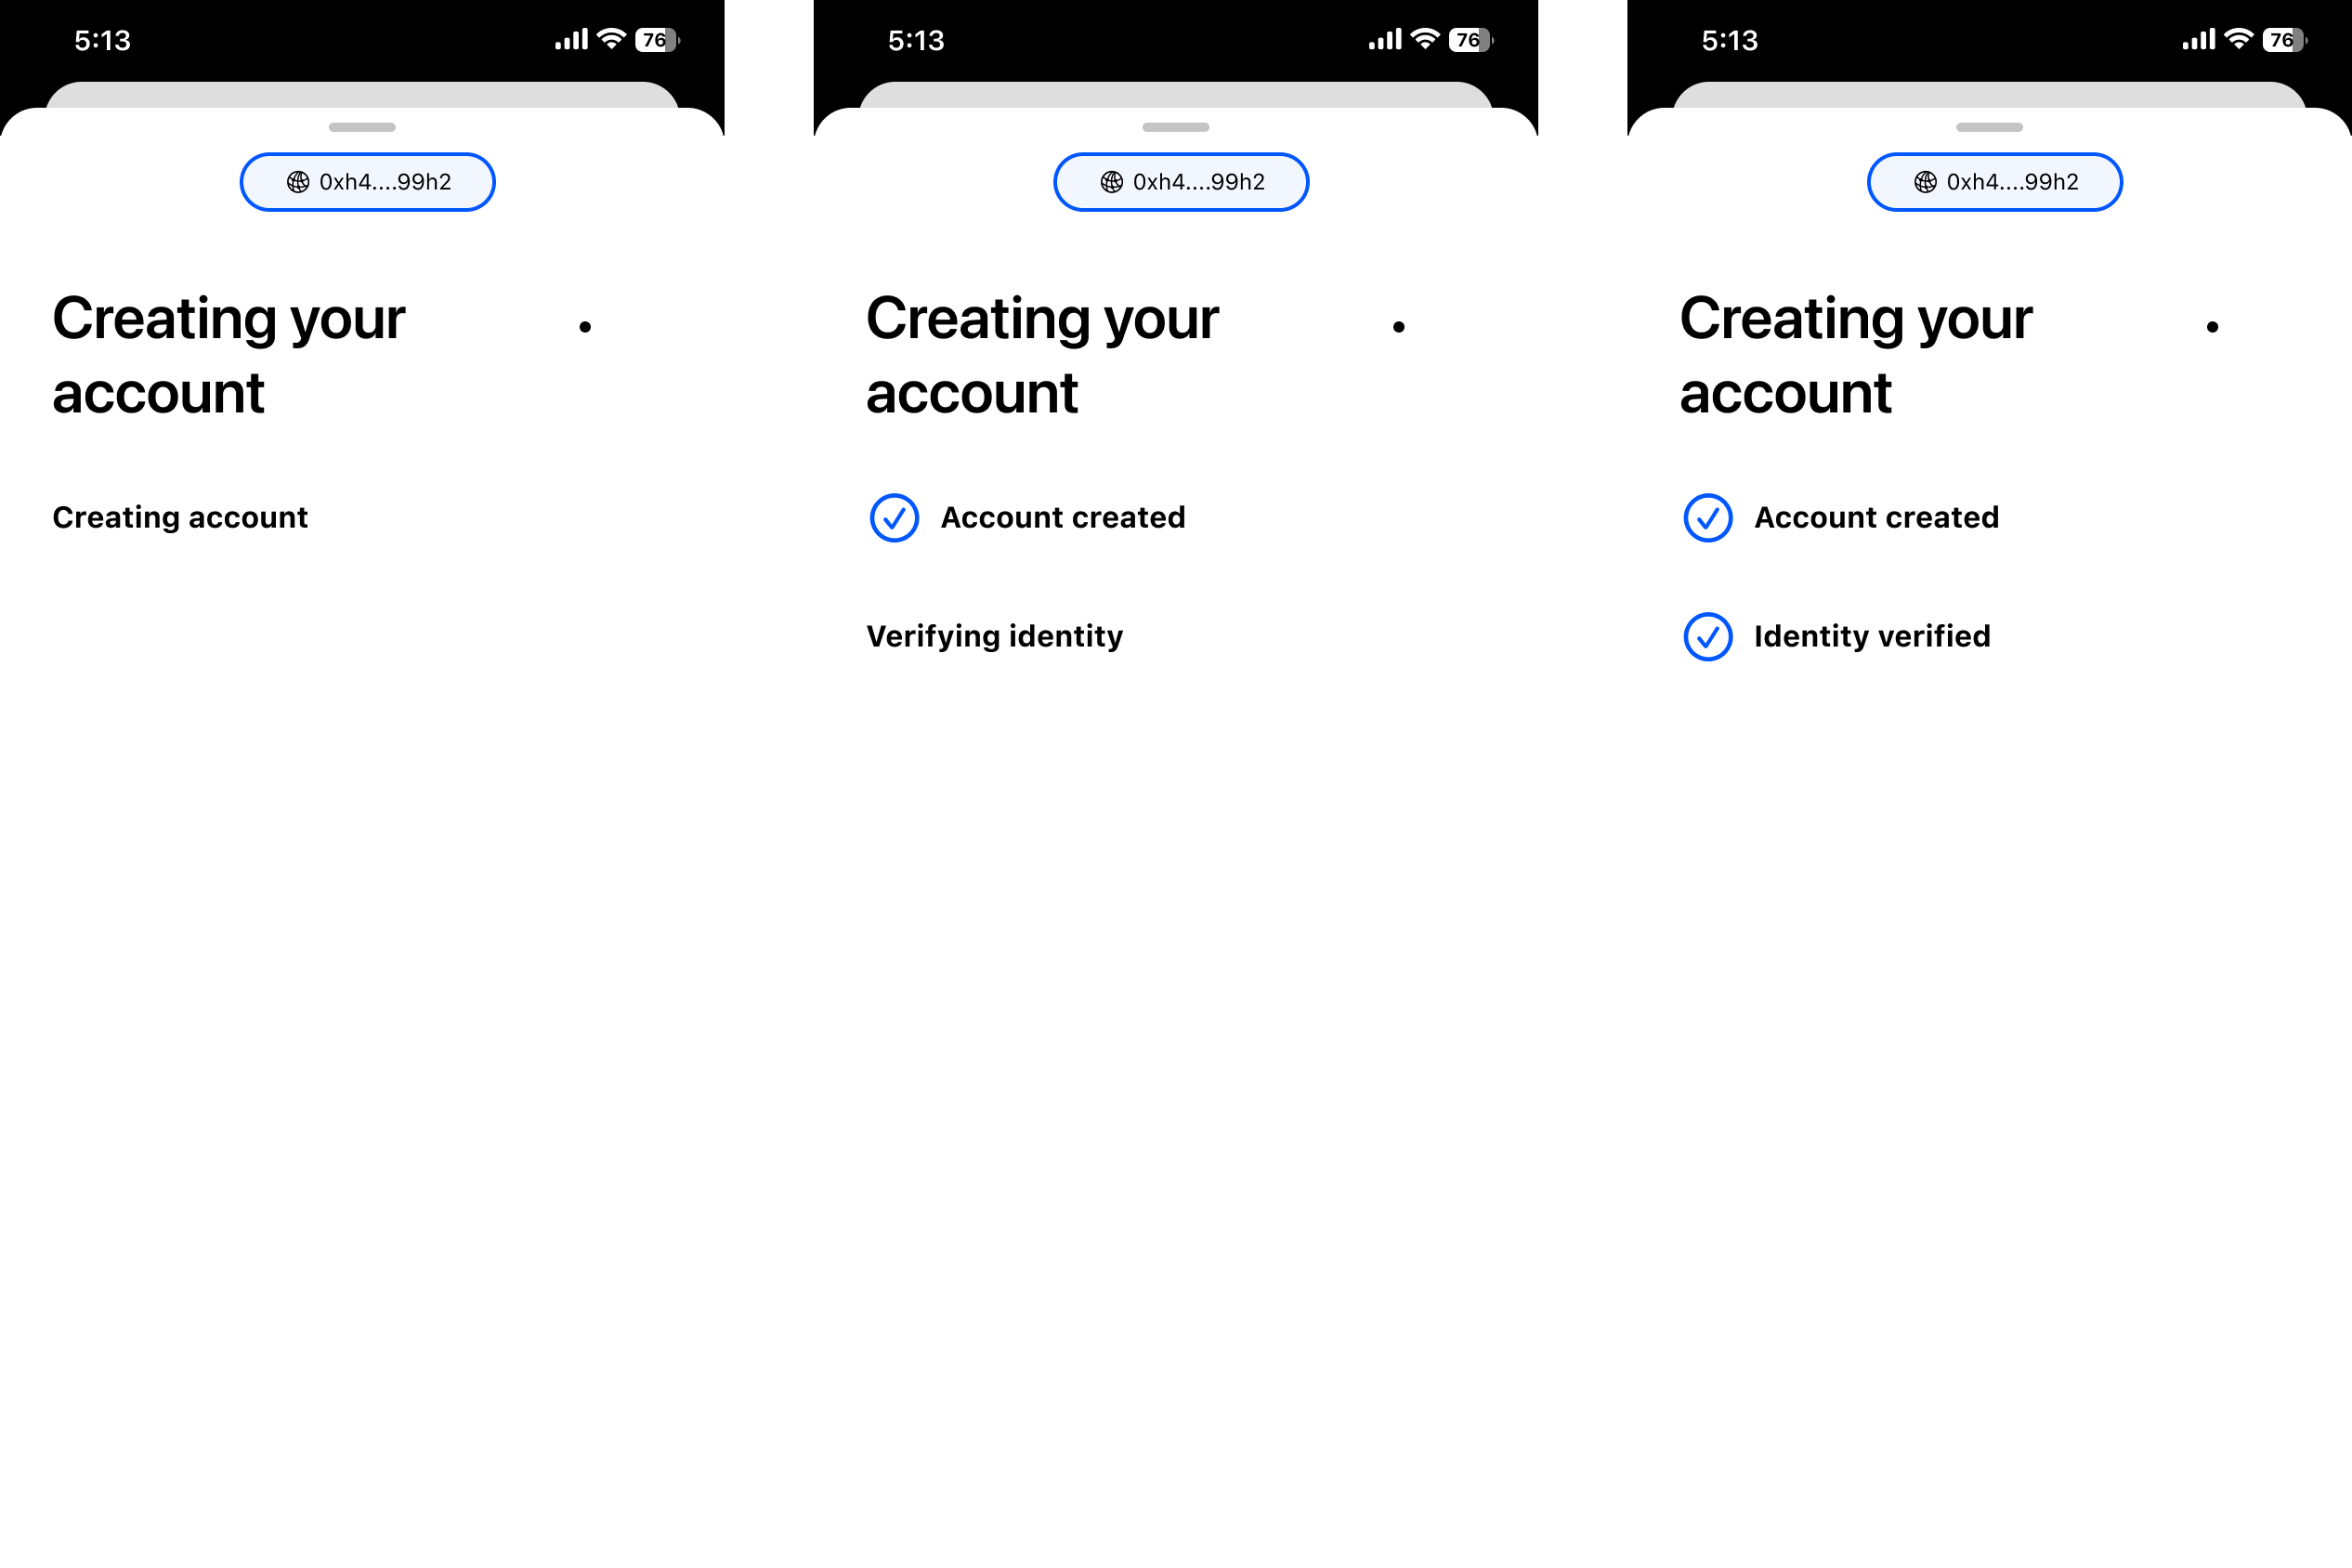 5:13
76
0xh4....99h2
Creating your
account
Creating account
5:13
76
0xh4....99h2
Creating your
account
Account created
Verifying identity
5:13
76
0xh4....99h2
Creating your
account
Account created
Identity verified